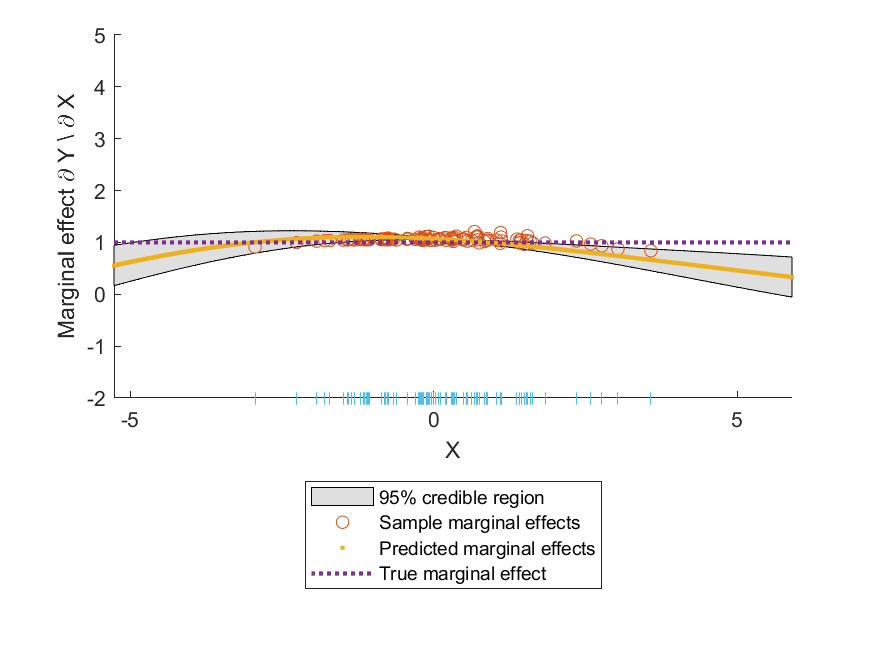 5
4
3
2
1
0
-1
-2
Marginal effect ∂ Y \ ∂ X
-5
0
5
X
95% credible region
Sample marginal effects
Predicted marginal effects
True marginal effect